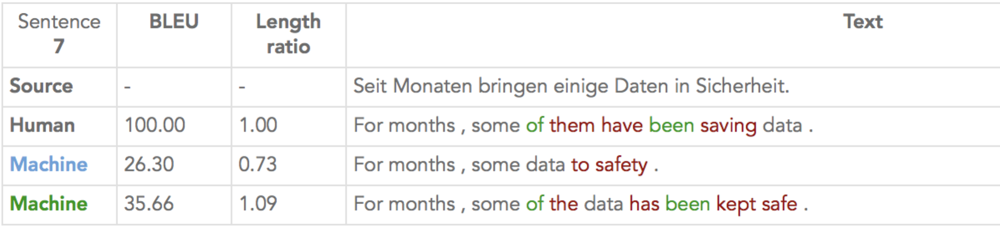 Sentence 7 BLEU Length ratio Text
Source - - Seit Monaten bringen einige Daten in Sicherheit.
Human 100.00 1.00 For months , some of them have been saving data .
Machine 26.30 0.73 For months , some data to safety .
Machine 35.66 1.09 For months , some of the data has been kept safe .